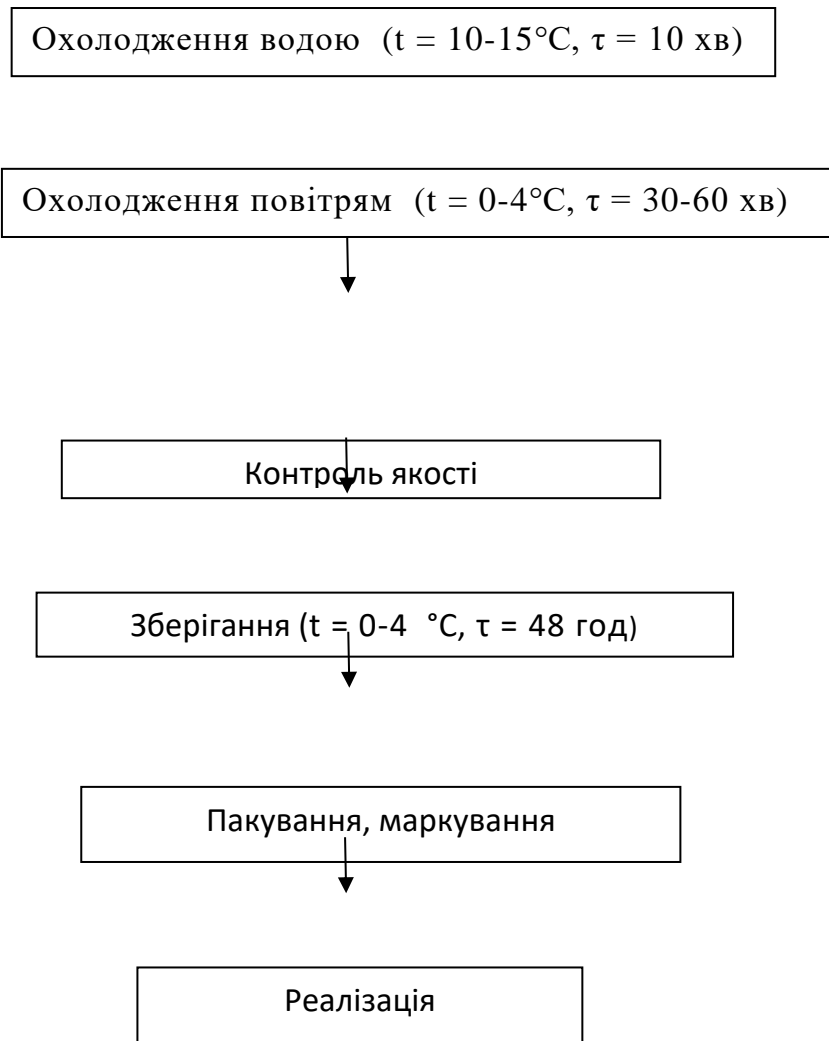 Охолодження водою (t = 10-15°С, τ = 10 хв)
Охолодження повітрям (t = 0-4°С, τ = 30-60 хв)
Контроль якості
Зберігання (t = 0-4 °С, τ = 48 год)
Пакування, маркування
Реалізація